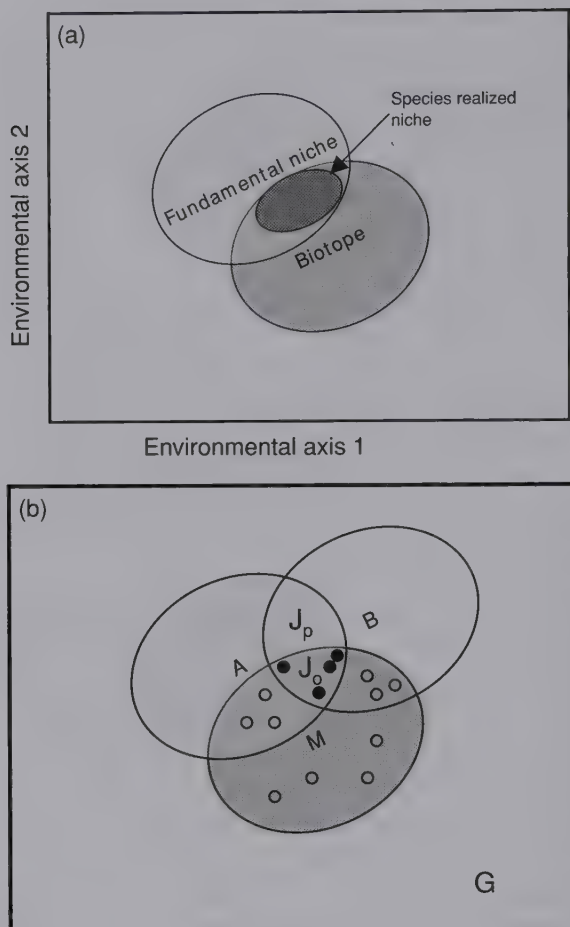 (a)
Species realized
niche
Fundamental niche
Biotope
Environmental axis 2
Environmental axis 1
(b)
Jp
B
A
Jo
M
G